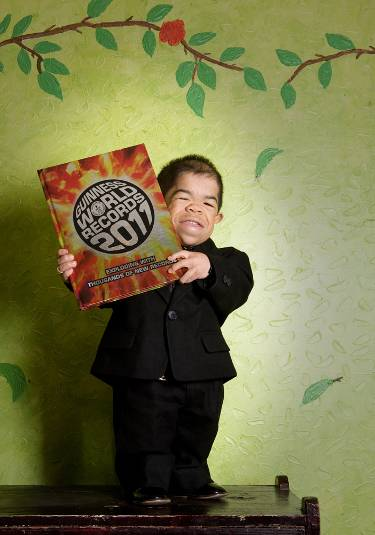 GUINNESS
WORLD
RECORDS
2011
EXPLODING WITH
THOUSANDS OF NEW RECORDS